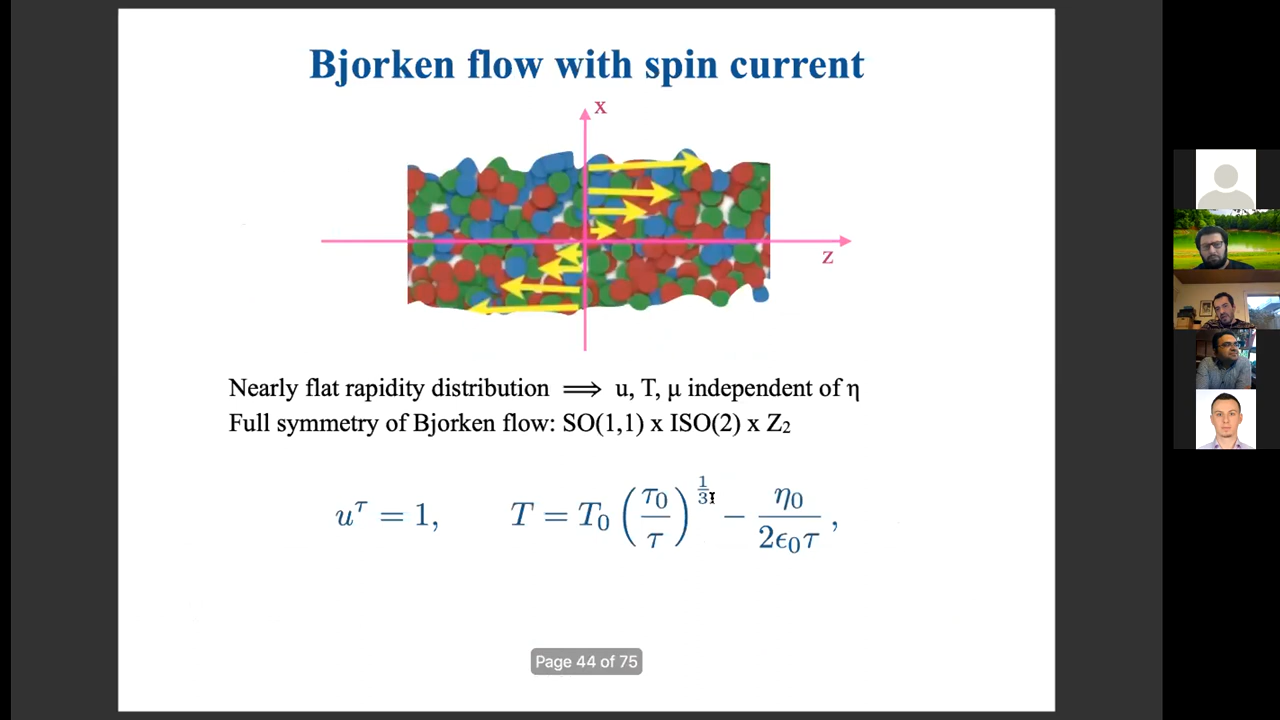 Bjorken flow with spin current
x
z
Nearly flat rapidity distribution ⟹ u, T, μ independent of η
Full symmetry of Bjorken flow: SO(1,1) x ISO(2) x Z₂
u^τ = 1, T = T₀ (τ₀/τ)^{1/3} − η₀/(2ϵ₀τ) ,
Page 44 of 75